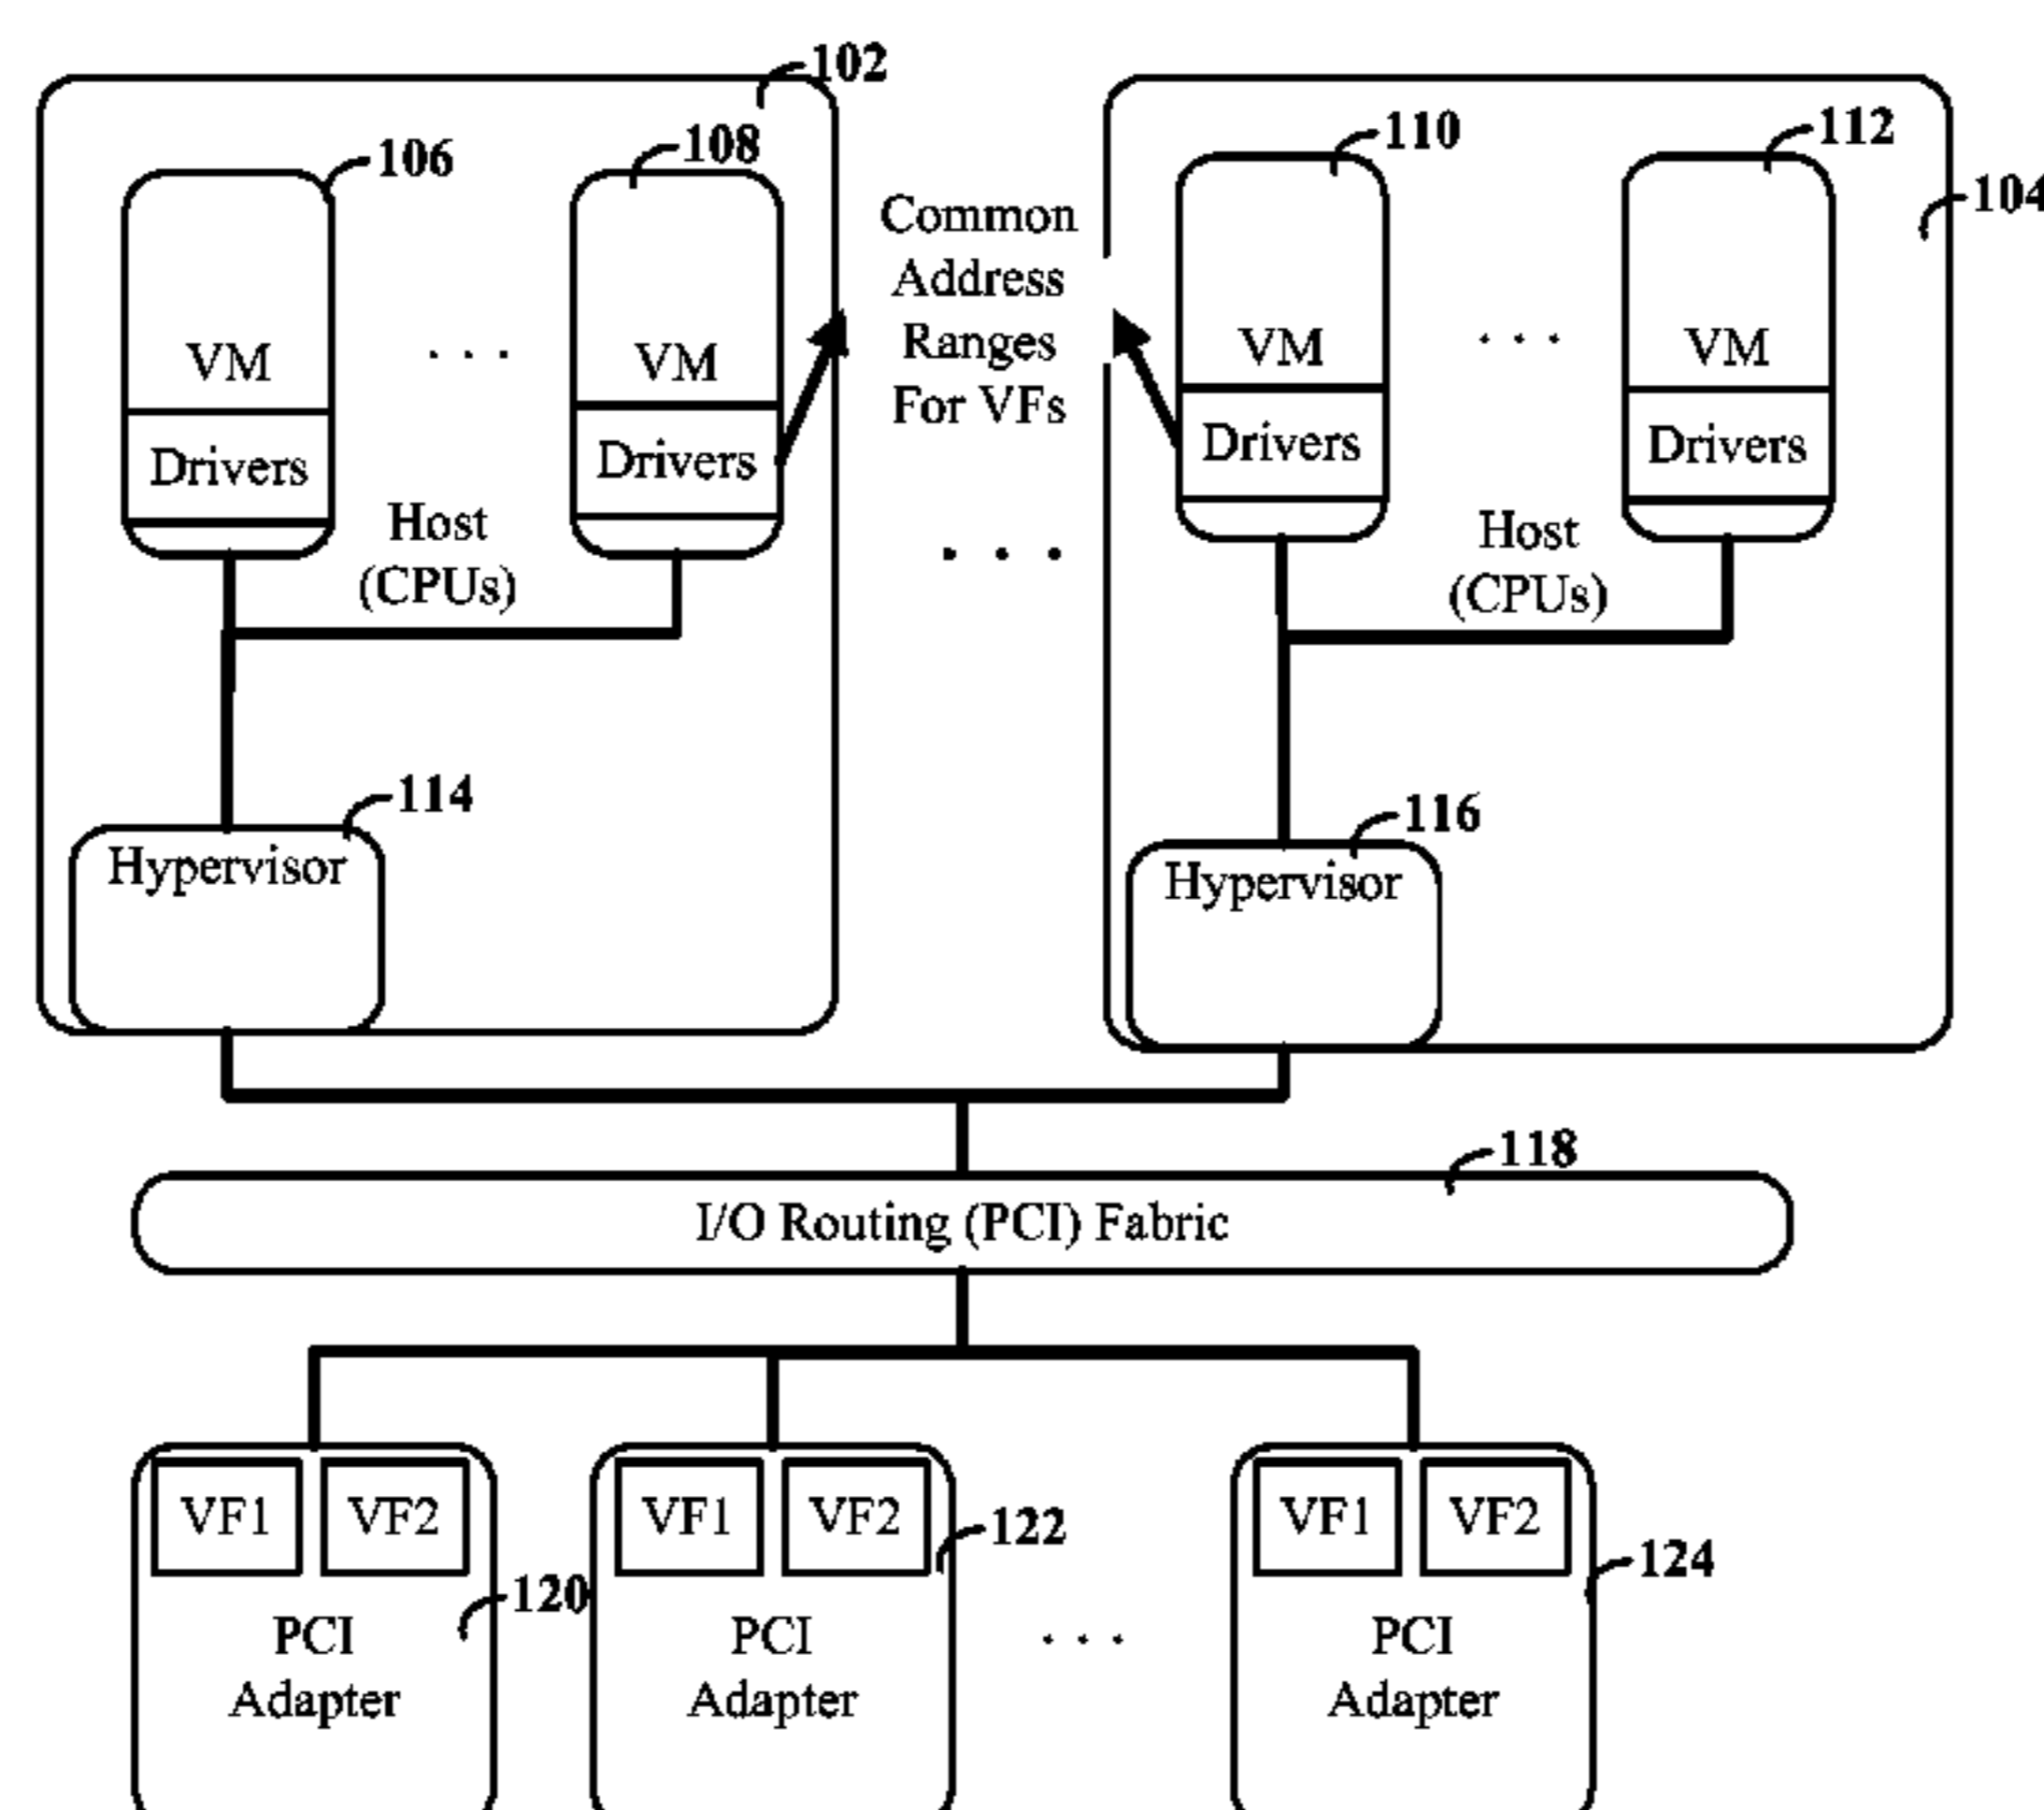 102
106
108
110
112
104
Common
Address
Ranges
For VFs
VM
. . .
VM
VM
. . .
VM
Drivers
Drivers
Drivers
Drivers
Host
(CPUs)
. . .
Host
(CPUs)
114
Hypervisor
116
Hypervisor
118
I/O Routing (PCI) Fabric
VF1
VF2
VF1
VF2
VF1
VF2
120
122
124
PCI
Adapter
PCI
Adapter
. . .
PCI
Adapter